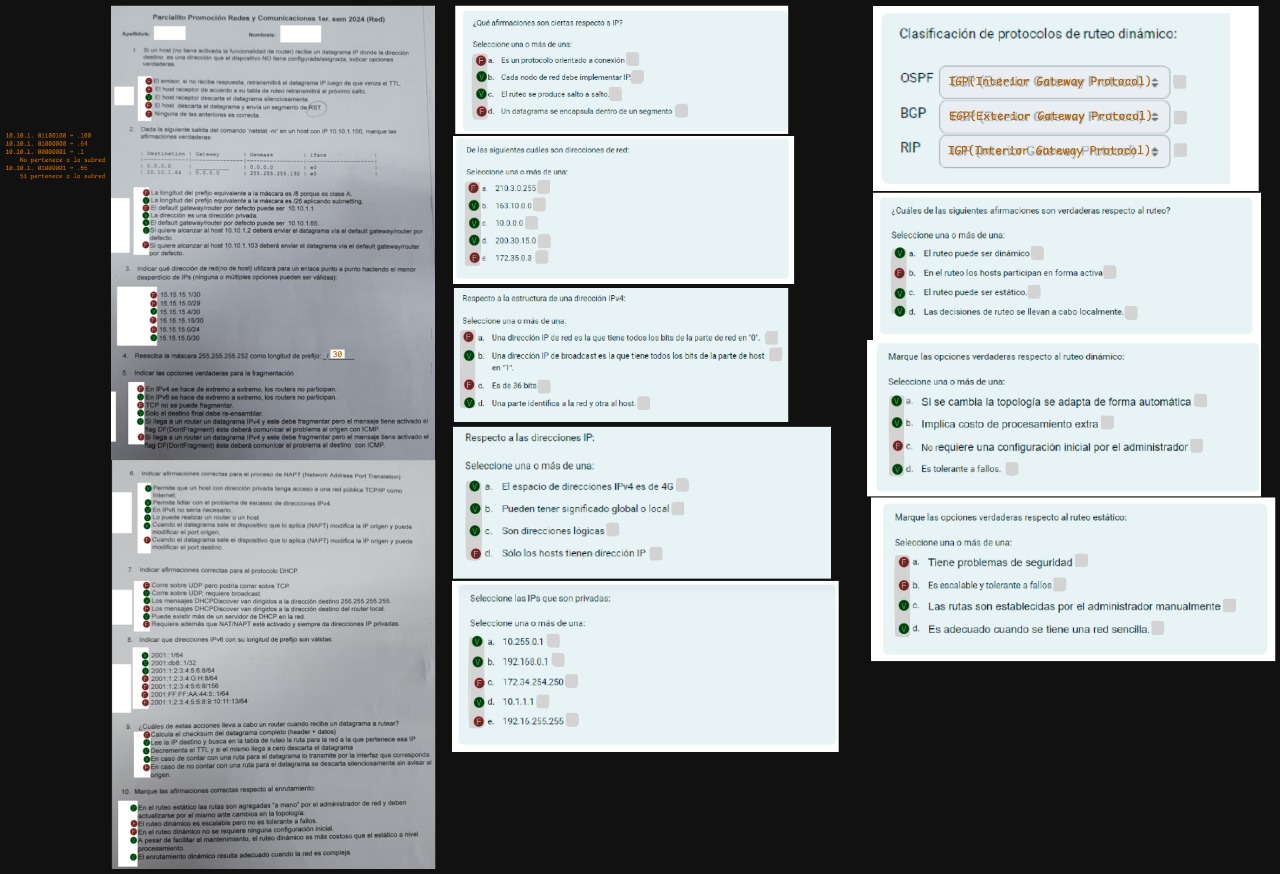 10.10.1. 01100100 = .100
10.10.1. 01000000 = .64
10.10.1. 00000001 = .1
No pertenece a la subred
10.10.1. 01000001 = .65
Si pertenece a la subred
Parcialito Promoción Redes y Comunicaciones 1er. sem 2024 (Red)
Apellido/s: Nombre/s:
1. Si un host (no tiene activada la funcionalidad de router) recibe un datagrama IP donde la dirección
destino es una dirección que el dispositivo NO tiene configurada/asignada, indicar opciones
verdaderas.
F El emisor, si no recibe respuesta, retransmitirá el datagrama IP luego de que venza el TTL.
F El host receptor de acuerdo a su tabla de ruteo retransmitirá al próximo salto.
V El host receptor descarta el datagrama silenciosamente.
F El host descarta el datagrama y envía un segmento de RST.
F Ninguna de las anteriores es correcta.
2. Dada la siguiente salida del comando `netstat -nr' en un host con IP 10.10.1.100, marque las
afirmaciones verdaderas.
| Destination | Gateway | Genmask | Iface |
| 0.0.0.0 | ________ | 0.0.0.0 | e0
| 10.10.1.64 | 0.0.0.0 | 255.255.255.192 | e0
F La longitud del prefijo equivalente a la máscara es /8 porque es clase A.
V La longitud del prefijo equivalente a la máscara es /26 aplicando subnetting.
F El default gateway/router por defecto puede ser 10.10.1.1.
V La dirección es una dirección privada.
V El default gateway/router por defecto puede ser 10.10.1.65.
V Si quiere alcanzar al host 10.10.1.2 deberá enviar el datagrama vía el default gateway/router por
defecto.
F Si quiere alcanzar al host 10.10.1.103 deberá enviar el datagrama vía el default gateway/router
por defecto.
3. Indicar qué dirección de red(no de host) utilizará para un enlace punto a punto haciendo el menor
desperdicio de IPs (ninguna o múltiples opciones pueden ser válidas):
F 15.15.15.1/30
F 15.15.15.0/29
V 15.15.15.4/30
F 15.15.15.15/30
F 15.15.15.0/24
V 15.15.15.0/30
4. Reescriba la máscara 255.255.255.252 como longitud de prefijo: / 30
5. Indicar las opciones verdaderas para la fragmentación
F En IPv4 se hace de extremo a extremo, los routers no participan.
V En IPv6 se hace de extremo a extremo, los routers no participan.
F TCP no se puede fragmentar.
V Solo el destino final debe re-ensamblar.
V Si llega a un router un datagrama IPv4 y este debe fragmentar pero el mensaje tiene activado el
flag DF(DontFragment) éste deberá comunicar el problema al origen con ICMP.
F Si llega a un router un datagrama IPv4 y este debe fragmentar pero el mensaje tiene activado el
flag DF(DontFragment) éste deberá comunicar el problema al destino con ICMP.
6. Indicar afirmaciones correctas para el proceso de NAPT (Network Address Port Translation)
V Permite que un host con dirección privada tenga acceso a una red pública TCP/IP como
Internet.
V Permite lidiar con el problema de escasez de direcciones IPv4.
V En IPv6 no sería necesario.
V Lo puede realizar un router o un host.
V Cuando el datagrama sale el dispositivo que lo aplica (NAPT) modifica la IP origen y puede
modificar el port origen.
F Cuando el datagrama sale el dispositivo que lo aplica (NAPT) modifica la IP origen y puede
modificar el port destino.
7. Indicar afirmaciones correctas para el protocolo DHCP
F Corre sobre UDP pero podría correr sobre TCP.
V Corre sobre UDP, requiere broadcast.
V Los mensajes DHCPDiscover van dirigidos a la dirección destino 255.255.255.255.
F Los mensajes DHCPDiscover van dirigidos a la dirección destino del router local.
V Puede existir más de un servidor de DHCP en la red.
F Requiere además que NAT/NAPT esté activado y siempre da direcciones IP privadas.
8. Indicar que direcciones IPv6 con su longitud de prefijo son válidas:
V 2001::1/64
V 2001:db8::1/32
V 2001:1:2:3:4:5:6:8/64
F 2001:1:2:3:4:G:H:8/64
F 2001:1:2:3:4:5:6:8/156
F 2001:FF:FF:AA:44:5::1/64
F 2001:1:2:3:4:5:6:8:9:10:11:13/64
9. ¿Cuáles de estas acciones lleva a cabo un router cuando recibe un datagrama a rutear?
F Calcula el checksum del datagrama completo (header + datos)
V Lee la IP destino y busca en la tabla de ruteo la ruta para la red a la que pertenece esa IP
V Decrementa el TTL y si el mismo llega a cero descarta el datagrama
V En caso de contar con una ruta para el datagrama lo transmite por la interfaz que corresponda
F En caso de no contar con una ruta para el datagrama se descarta silenciosamente sin avisar al
origen.
10. Marque las afirmaciones correctas respecto al enrutamiento:
V En el ruteo estático las rutas son agregadas "a mano" por el administrador de red y deben
actualizarse por el mismo ante cambios en la topología.
F El ruteo dinámico es escalable pero no es tolerante a fallos.
F En el ruteo dinámico no se requiere ninguna configuración inicial.
V A pesar de facilitar el mantenimiento, el ruteo dinámico es más costoso que el estático a nivel
procesamiento.
V El enrutamiento dinámico resulta adecuado cuando la red es compleja.
¿Qué afirmaciones son ciertas respecto a IP?
Seleccione una o más de una:
F a. Es un protocolo orientado a conexión
V b. Cada nodo de red debe implementar IP
V c. El ruteo se produce salto a salto.
F d. Un datagrama se encapsula dentro de un segmento
De las siguientes cuáles son direcciones de red:
Seleccione una o más de una:
F a. 210.3.0.255
V b. 163.10.0.0
V c. 10.0.0.0
V d. 200.30.15.0
F e. 172.35.0.3
Respecto a la estructura de una dirección IPv4:
Seleccione una o más de una:
F a. Una dirección de red es la que tiene todos los bits de la parte de red en "0".
V b. Una dirección IP de broadcast es la que tiene todos los bits de la parte de host
en "1".
F c. Es de 36 bits
V d. Una parte identifica a la red y otra al host.
Respecto a las direcciones IP:
Seleccione una o más de una:
V a. El espacio de direcciones IPv4 es de 4G
V b. Pueden tener significado global o local
V c. Son direcciones lógicas
F d. Sólo los hosts tienen dirección IP
Seleccione las IPs que son privadas:
Seleccione una o más de una:
V a. 10.255.0.1
V b. 192.168.0.1
F c. 172.34.254.250
V d. 10.1.1.1
F e. 192.16.255.255
Clasificación de protocolos de ruteo dinámico:
OSPF IGP(Interior Gateway Protocol)
BGP EGP(Exterior Gateway Protocol)
RIP IGP(Interior Gateway Protocol)
¿Cuáles de las siguientes afirmaciones son verdaderas respecto al ruteo?
Seleccione una o más de una:
V a. El ruteo puede ser dinámico
F b. En el ruteo los hosts participan en forma activa
V c. El ruteo puede ser estático.
V d. Las decisiones de ruteo se llevan a cabo localmente.
Marque las opciones verdaderas respecto al ruteo dinámico:
Seleccione una o más de una:
V a. Si se cambia la topología se adapta de forma automática
V b. Implica costo de procesamiento extra
F c. No requiere una configuración inicial por el administrador
V d. Es tolerante a fallos.
Marque las opciones verdaderas respecto al ruteo estático:
Seleccione una o más de una:
F a. Tiene problemas de seguridad
F b. Es escalable y tolerante a fallos
V c. Las rutas son establecidas por el administrador manualmente
V d. Es adecuado cuando se tiene una red sencilla.